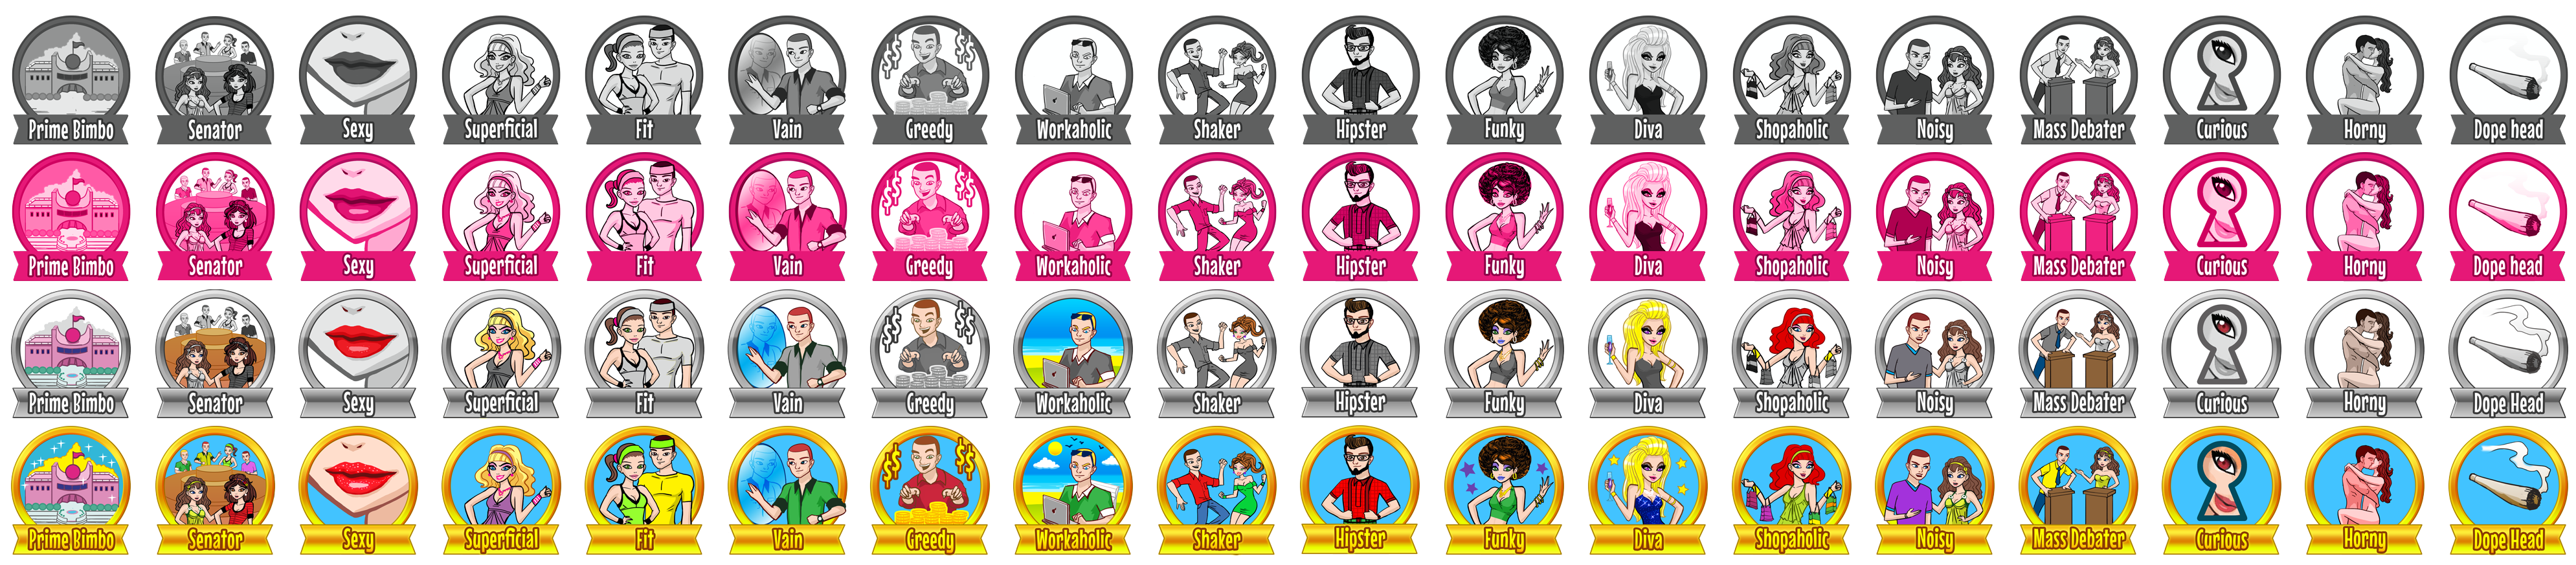 Prime Bimbo Senator Sexy Superficial Fit Vain Greedy Workaholic Shaker Hipster Funky Diva Shopaholic Noisy Mass Debater Curious Horny Dope head
Prime Bimbo Senator Sexy Superficial Fit Vain Greedy Workaholic Shaker Hipster Funky Diva Shopaholic Noisy Mass Debater Curious Horny Dope head
Prime Bimbo Senator Sexy Superficial Fit Vain Greedy Workaholic Shaker Hipster Funky Diva Shopaholic Noisy Mass Debater Curious Horny Dope Head
Prime Bimbo Senator Sexy Superficial Fit Vain Greedy Workaholic Shaker Hipster Funky Diva Shopaholic Noisy Mass Debater Curious Horny Dope Head